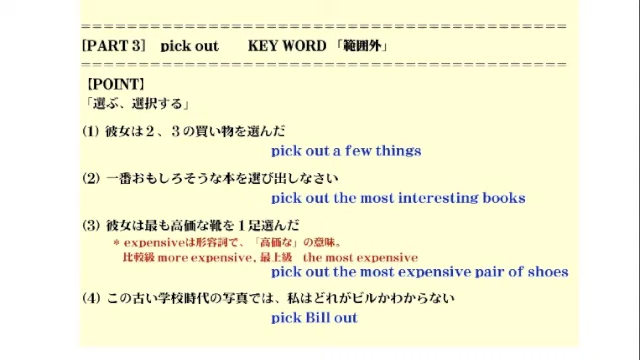 [PART 3] pick out KEY WORD 「範囲外」
【POINT】
「選ぶ、選択する」
(1) 彼女は２、３の買い物を選んだ
pick out a few things
(2) 一番おもしろそうな本を選び出しなさい
pick out the most interesting books
(3) 彼女は最も高価な靴を１足選んだ
* expensiveは形容詞で、「高価な」の意味。
比較級 more expensive, 最上級 the most expensive
pick out the most expensive pair of shoes
(4) この古い学校時代の写真では、私はどれがビルかわからない
pick Bill out